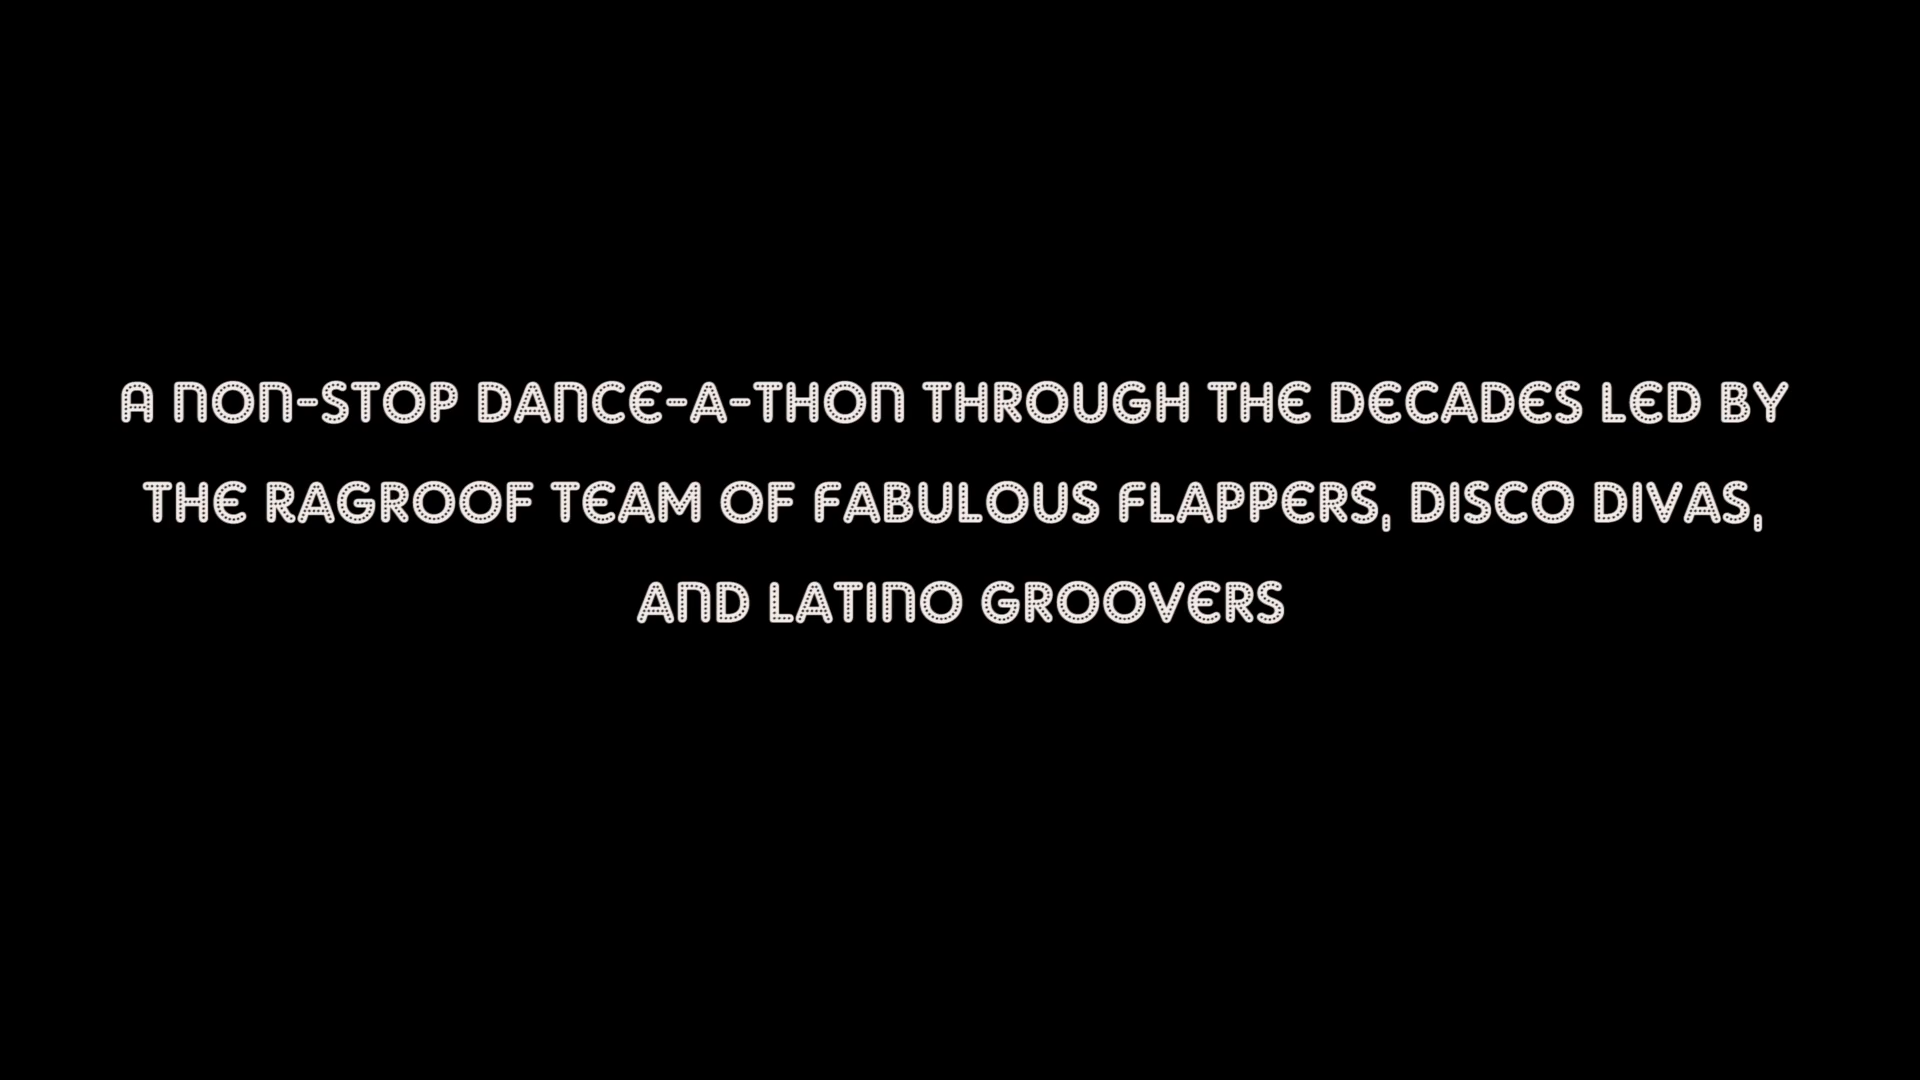 A NON-STOP DANCE-A-THON THROUGH THE DECADES LED BY
THE RAGROOF TEAM OF FABULOUS FLAPPERS, DISCO DIVAS,
AND LATINO GROOVERS